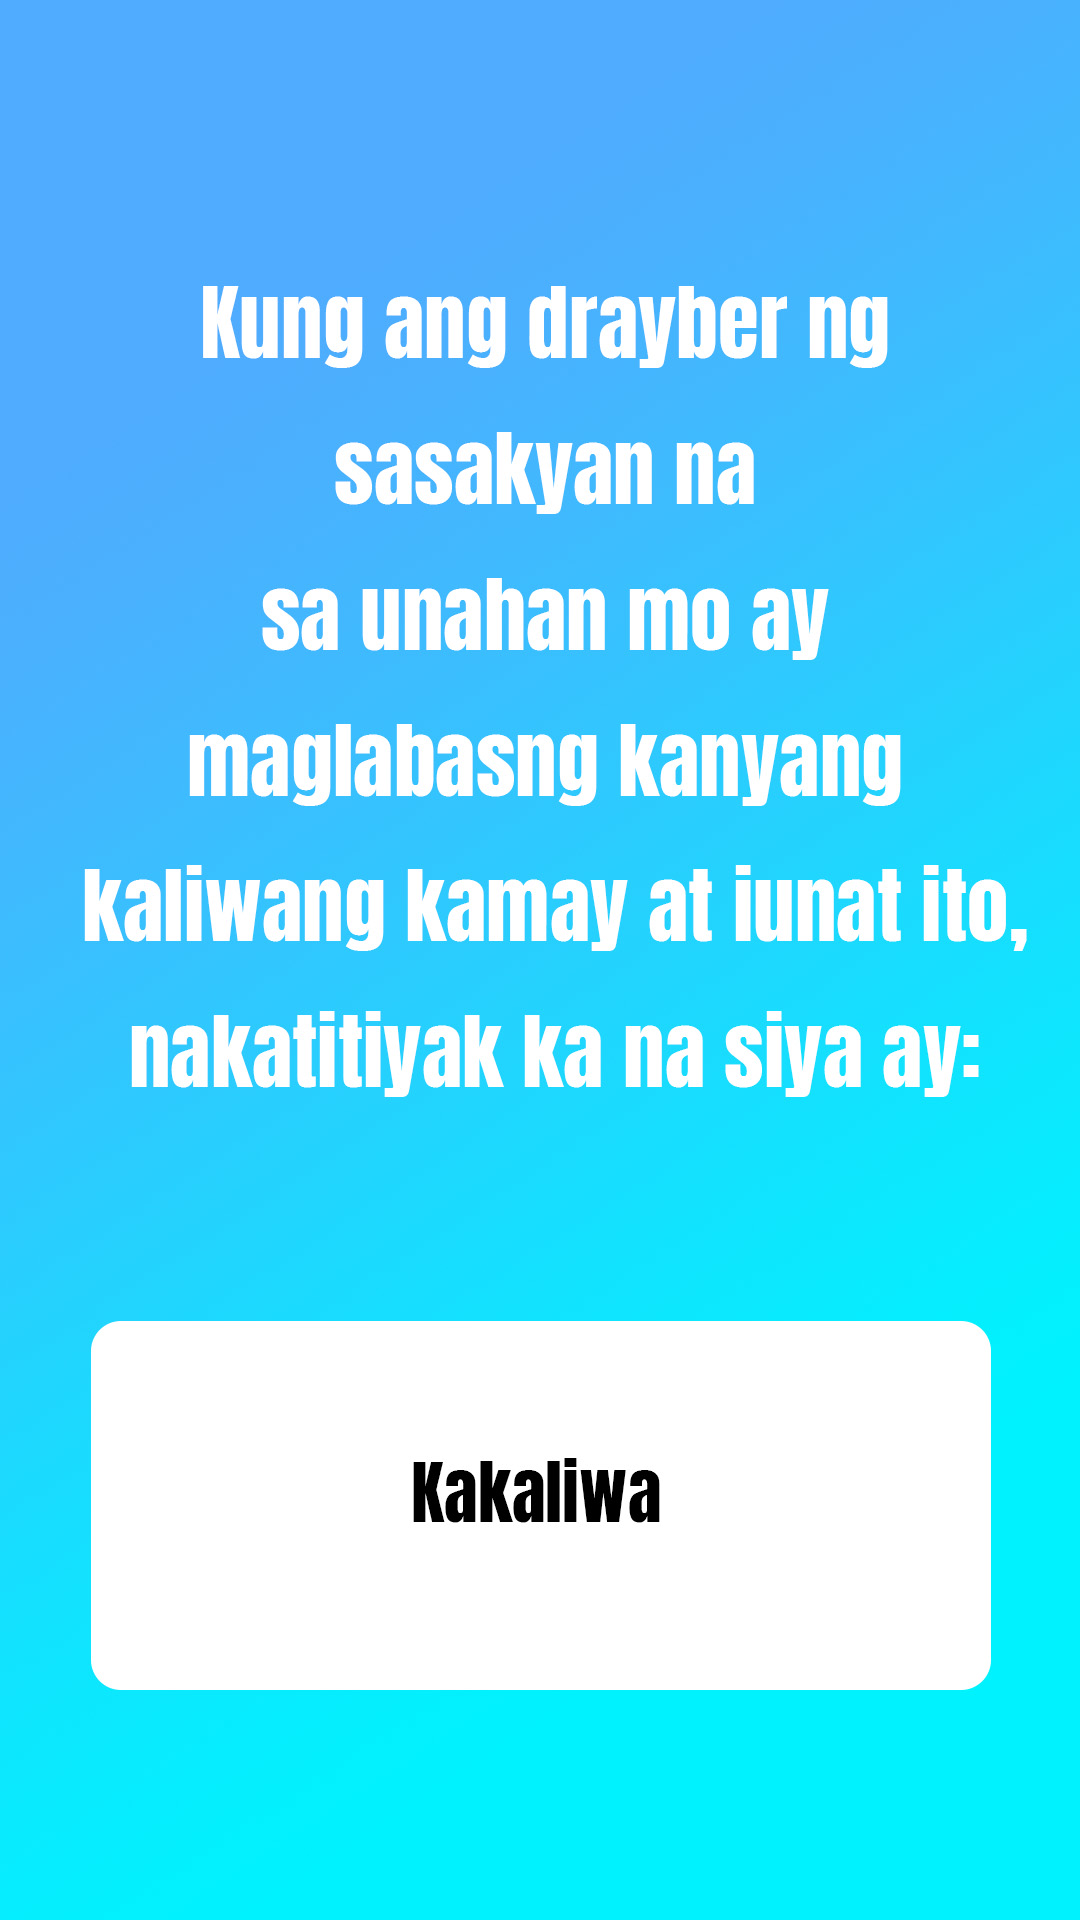 Kung ang drayber ng
sasakyan na
sa unahan mo ay
maglabasng kanyang
kaliwang kamay at iunat ito,
nakatitiyak ka na siya ay:
Kakaliwa